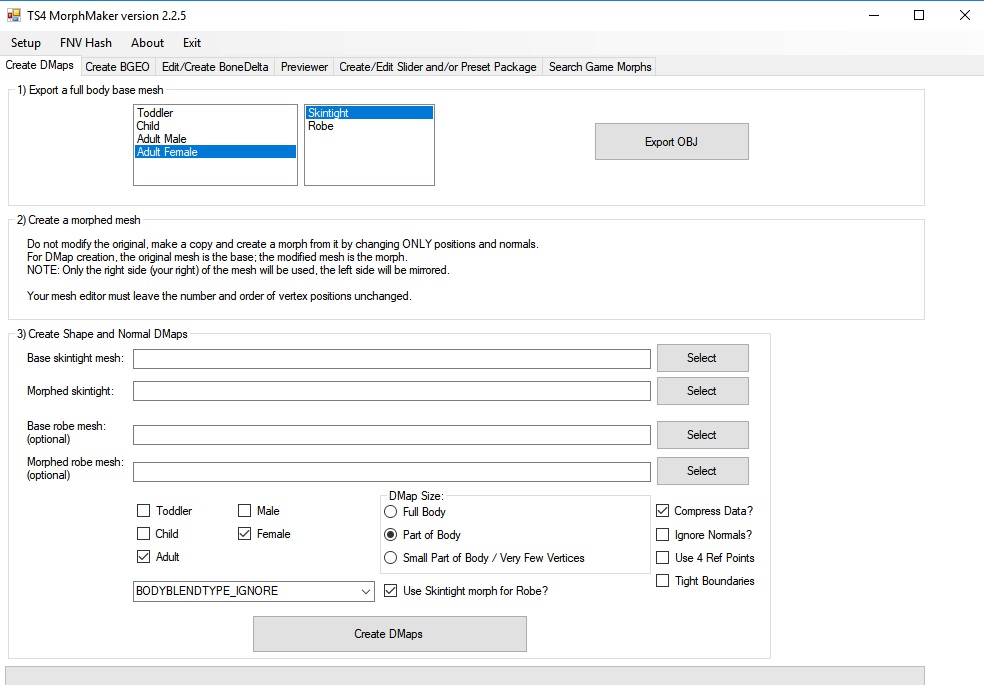 TS4 MorphMaker version 2.2.5
Setup FNV Hash About Exit
Create DMaps Create BGEO Edit/Create BoneDelta Previewer Create/Edit Slider and/or Preset Package Search Game Morphs
1) Export a full body base mesh
Toddler
Child
Adult Male
Adult Female
Skintight
Robe
Export OBJ
2) Create a morphed mesh
Do not modify the original, make a copy and create a morph from it by changing ONLY positions and normals.
For DMap creation, the original mesh is the base; the modified mesh is the morph.
NOTE: Only the right side (your right) of the mesh will be used, the left side will be mirrored.
Your mesh editor must leave the number and order of vertex positions unchanged.
3) Create Shape and Normal DMaps
Base skintight mesh: Select
Morphed skintight: Select
Base robe mesh:
(optional)
Select
Morphed robe mesh:
(optional)
Select
Toddler Male
Child Female
Adult
DMap Size:
Full Body
Part of Body
Small Part of Body / Very Few Vertices
Compress Data?
Ignore Normals?
Use 4 Ref Points
Tight Boundaries
BODYBLENDTYPE_IGNORE
Use Skintight morph for Robe?
Create DMaps